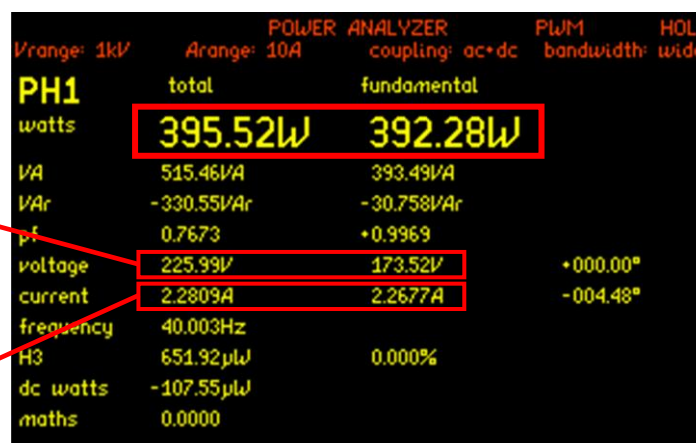 POWER ANALYZER PWM HOL
Vrange: 1kV Arange: 10A coupling: ac+dc bandwidth: wide
PH1 total fundamental
watts 395.52W 392.28W
VA 515.46VA 393.49VA
VAr -330.55VAr -30.758VAr
pf 0.7673 +0.9969
voltage 225.99V 173.52V +000.00°
current 2.2809A 2.2677A -004.48°
frequency 40.003Hz
H3 651.92µW 0.000%
dc watts -107.55µW
maths 0.0000